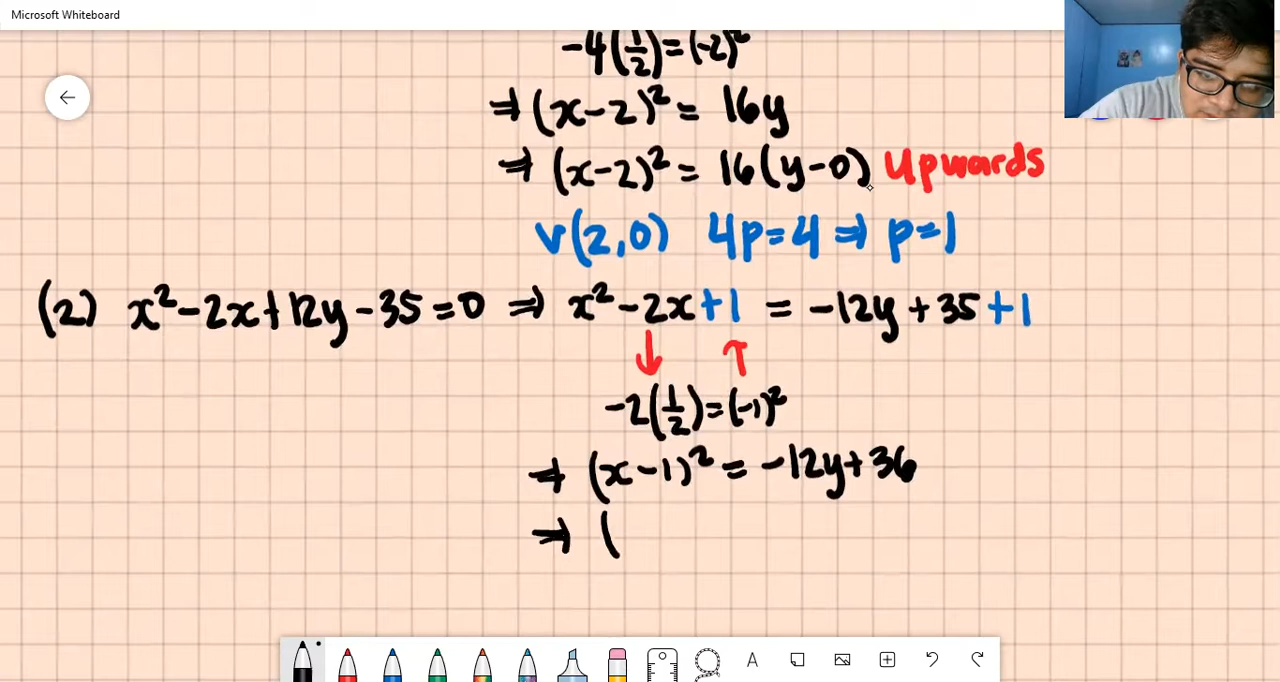 Microsoft Whiteboard
-4(1/2)=(-2)²
⇒ (x-2)² = 16y
⇒ (x-2)² = 16(y-0) Upwards
V(2,0) 4p=4 ⇒ p=1
(2) x²-2x+12y-35=0 ⇒ x²-2x+1 = -12y+35+1
-2(1/2)=(-1)²
⇒ (x-1)² = -12y+36
⇒ (
A